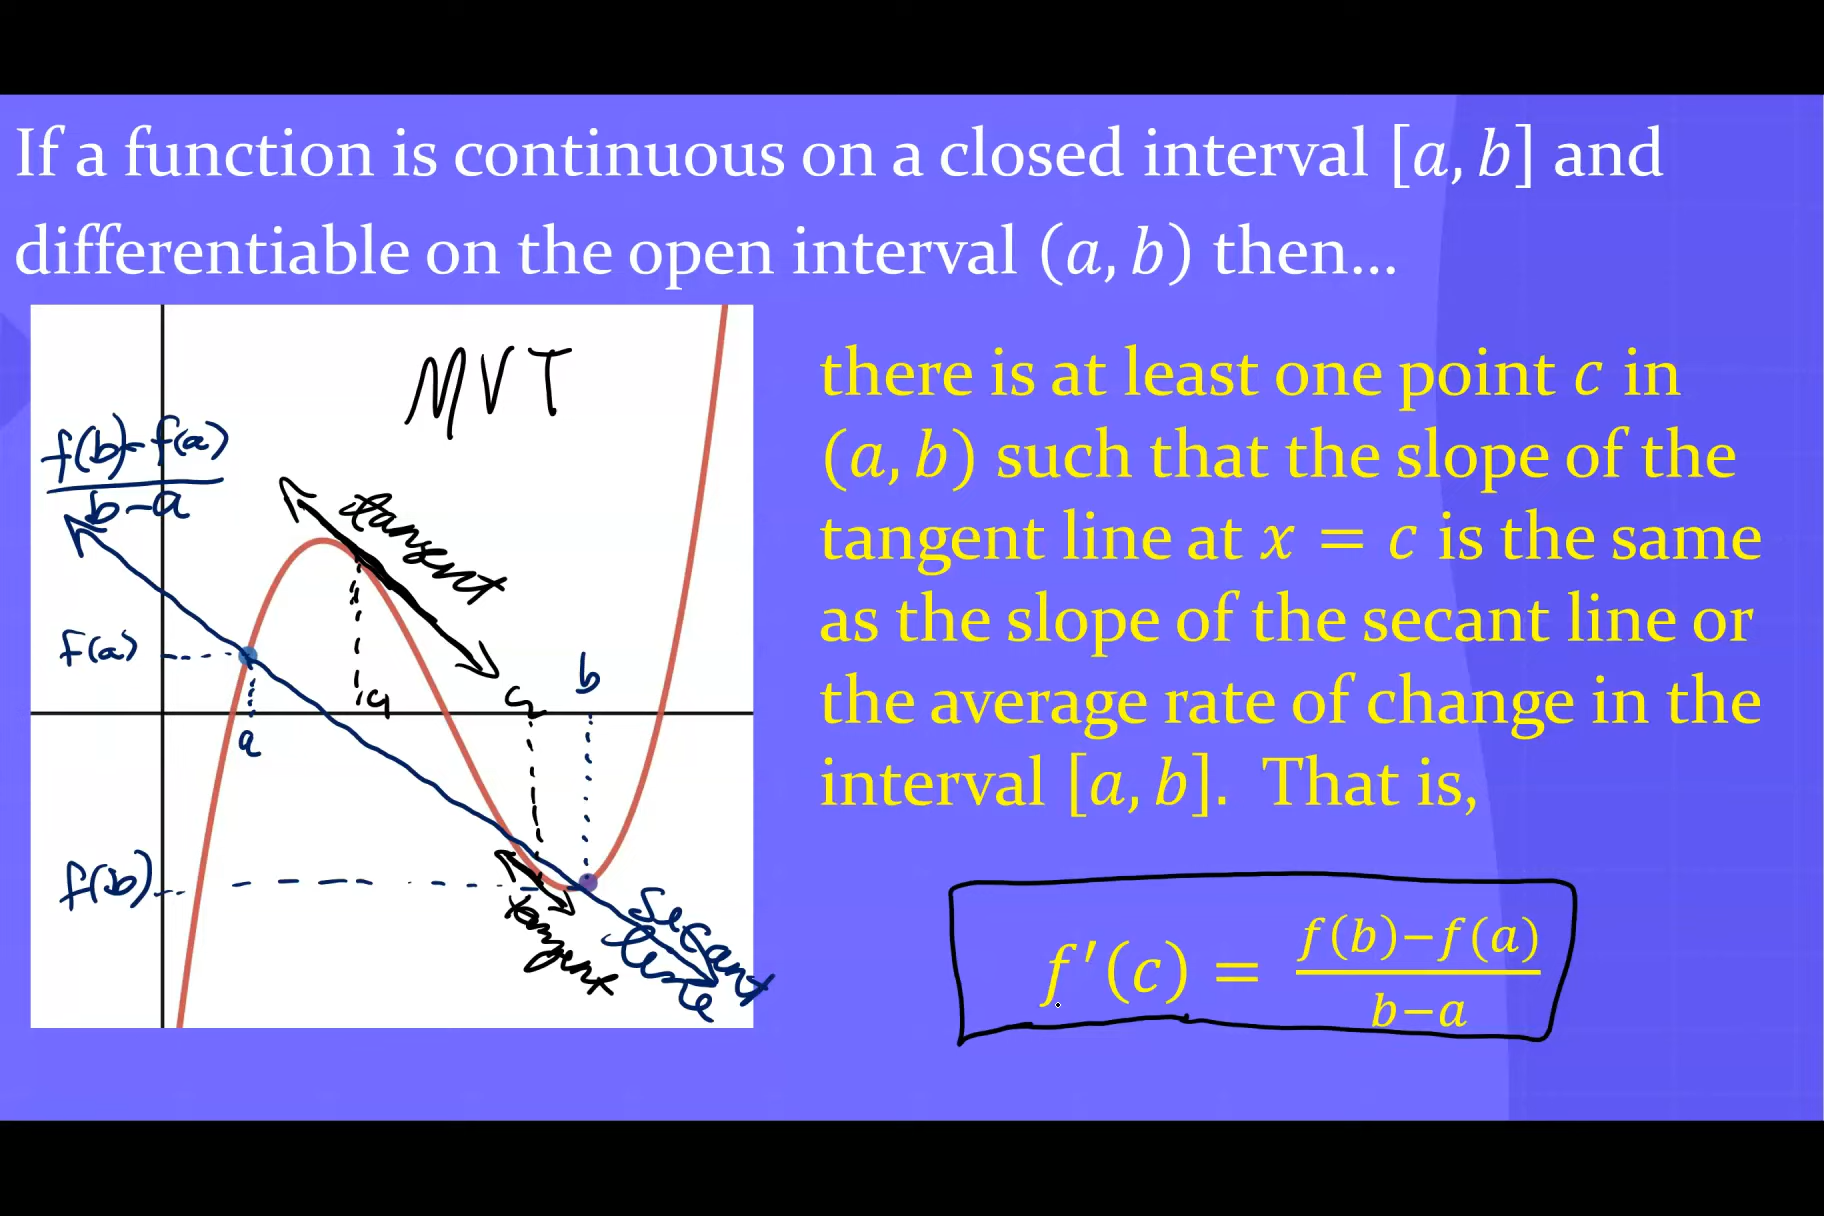 If a function is continuous on a closed interval [a, b] and
differentiable on the open interval (a, b) then...
MVT
f(b)-f(a)
b-a
tangent
f(a)
a
c₁
c₂
b
f(b)
tangent
Secant
line
there is at least one point c in
(a, b) such that the slope of the
tangent line at x = c is the same
as the slope of the secant line or
the average rate of change in the
interval [a, b]. That is,
f′(c) = f(b)−f(a)
b−a